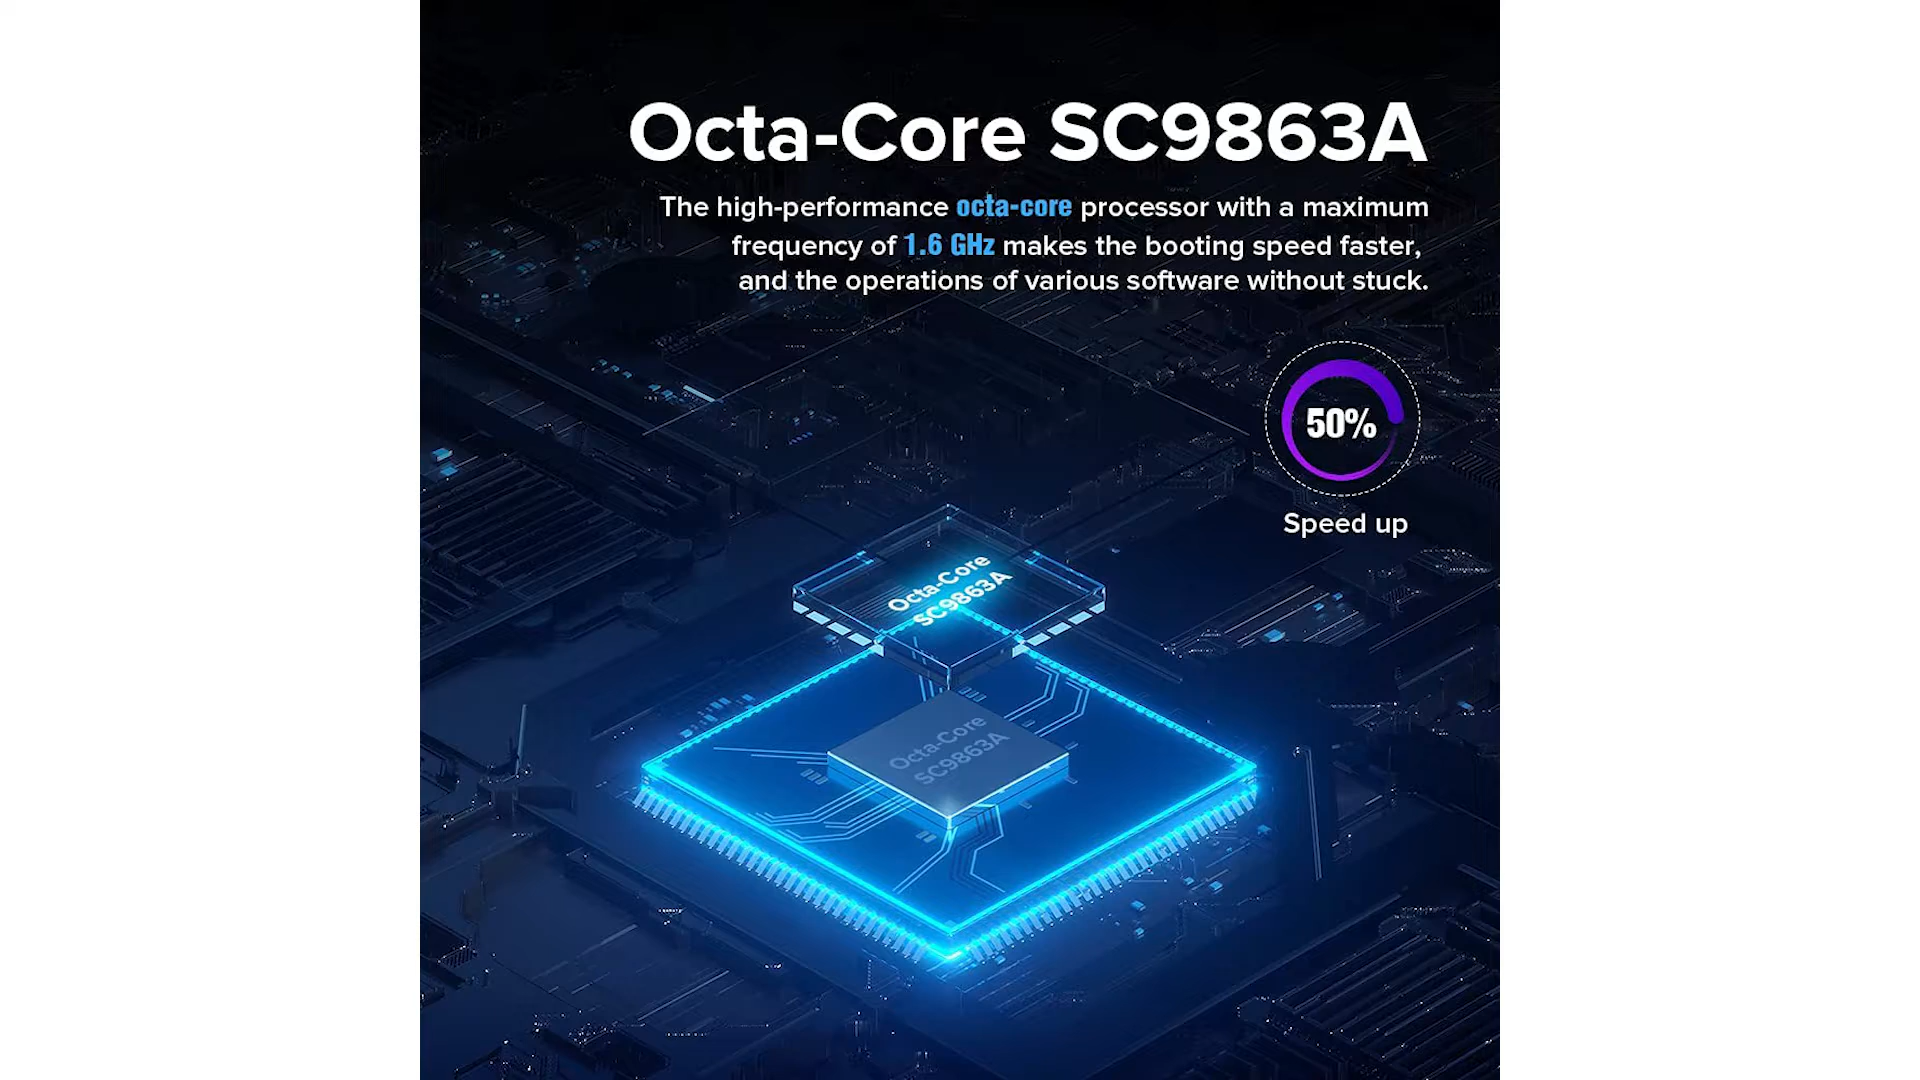 Octa-Core SC9863A
The high-performance octa-core processor with a maximum
frequency of 1.6 GHz makes the booting speed faster,
and the operations of various software without stuck.
50%
Speed up
Octa-Core
SC9863A
Octa-Core
SC9863A